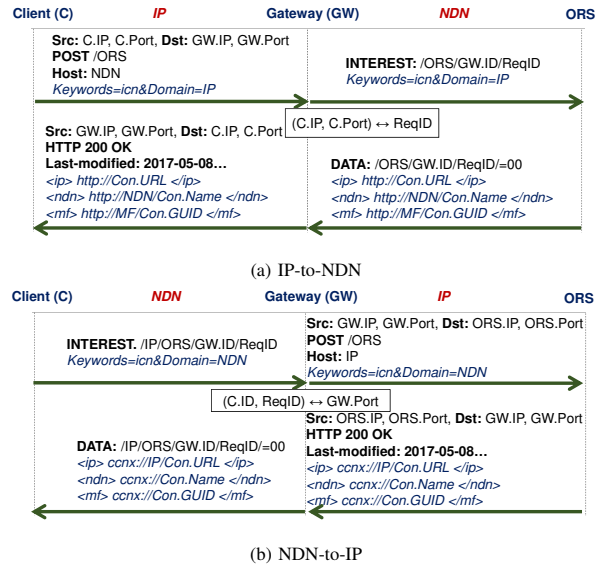 Client (C) IP Gateway (GW) NDN ORS
Src: C.IP, C.Port, Dst: GW.IP, GW.Port
POST /ORS
Host: NDN
Keywords=icn&Domain=IP
INTEREST: /ORS/GW.ID/ReqID
Keywords=icn&Domain=IP
(C.IP, C.Port) ↔ ReqID
Src: GW.IP, GW.Port, Dst: C.IP, C.Port
HTTP 200 OK
Last-modified: 2017-05-08...
<ip> http://Con.URL </ip>
<ndn> http://NDN/Con.Name </ndn>
<mf> http://MF/Con.GUID </mf>
DATA: /ORS/GW.ID/ReqID/=00
<ip> http://Con.URL </ip>
<ndn> http://NDN/Con.Name </ndn>
<mf> http://MF/Con.GUID </mf>
(a) IP-to-NDN
Client (C) NDN Gateway (GW) IP ORS
INTEREST. /IP/ORS/GW.ID/ReqID
Keywords=icn&Domain=NDN
Src: GW.IP, GW.Port, Dst: ORS.IP, ORS.Port
POST /ORS
Host: IP
Keywords=icn&Domain=NDN
(C.ID, ReqID) ↔ GW.Port
DATA: /IP/ORS/GW.ID/ReqID/=00
<ip> ccnx://IP/Con.URL </ip>
<ndn> ccnx://Con.Name </ndn>
<mf> ccnx://Con.GUID </mf>
Src: ORS.IP, ORS.Port, Dst: GW.IP, GW.Port
HTTP 200 OK
Last-modified: 2017-05-08...
<ip> ccnx://IP/Con.URL </ip>
<ndn> ccnx://Con.Name </ndn>
<mf> ccnx://Con.GUID </mf>
(b) NDN-to-IP